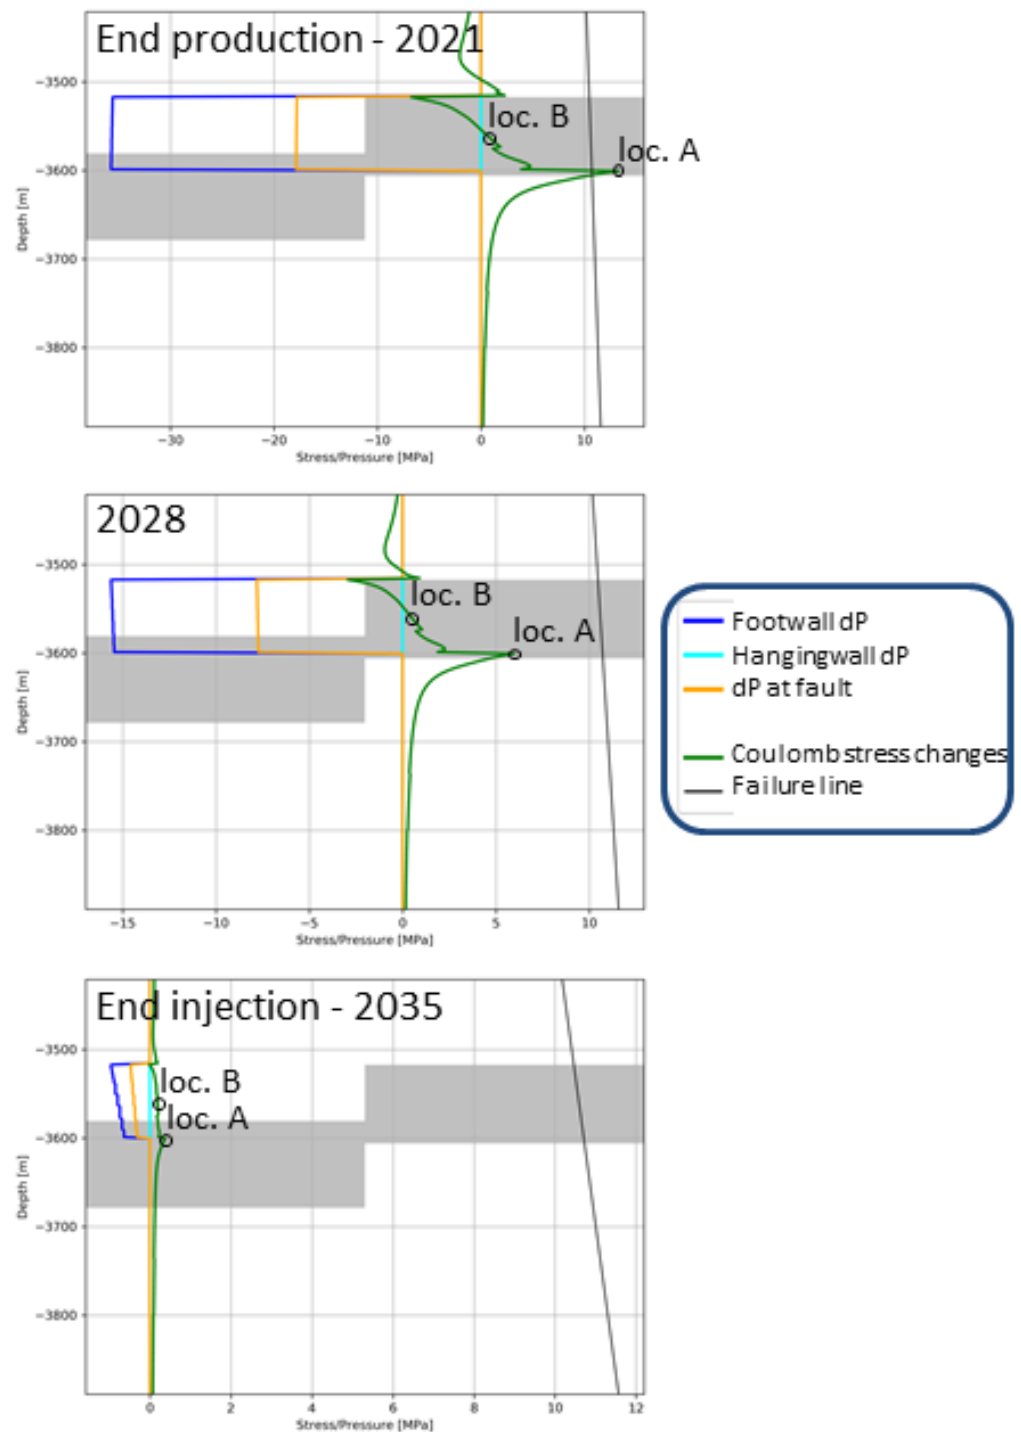 End production - 2021
−3500
−3600
−3700
−3800
Depth [m]
loc. B
loc. A
−30
−20
−10
0
10
Stress/Pressure [MPa]
2028
−3500
−3600
−3700
−3800
Depth [m]
loc. B
loc. A
−15
−10
−5
0
5
10
Stress/Pressure [MPa]
Footwall dP
Hangingwall dP
dP at fault
Coulomb stress changes
Failure line
End injection - 2035
−3500
−3600
−3700
−3800
Depth [m]
loc. B
loc. A
0
2
4
6
8
10
12
Stress/Pressure [MPa]